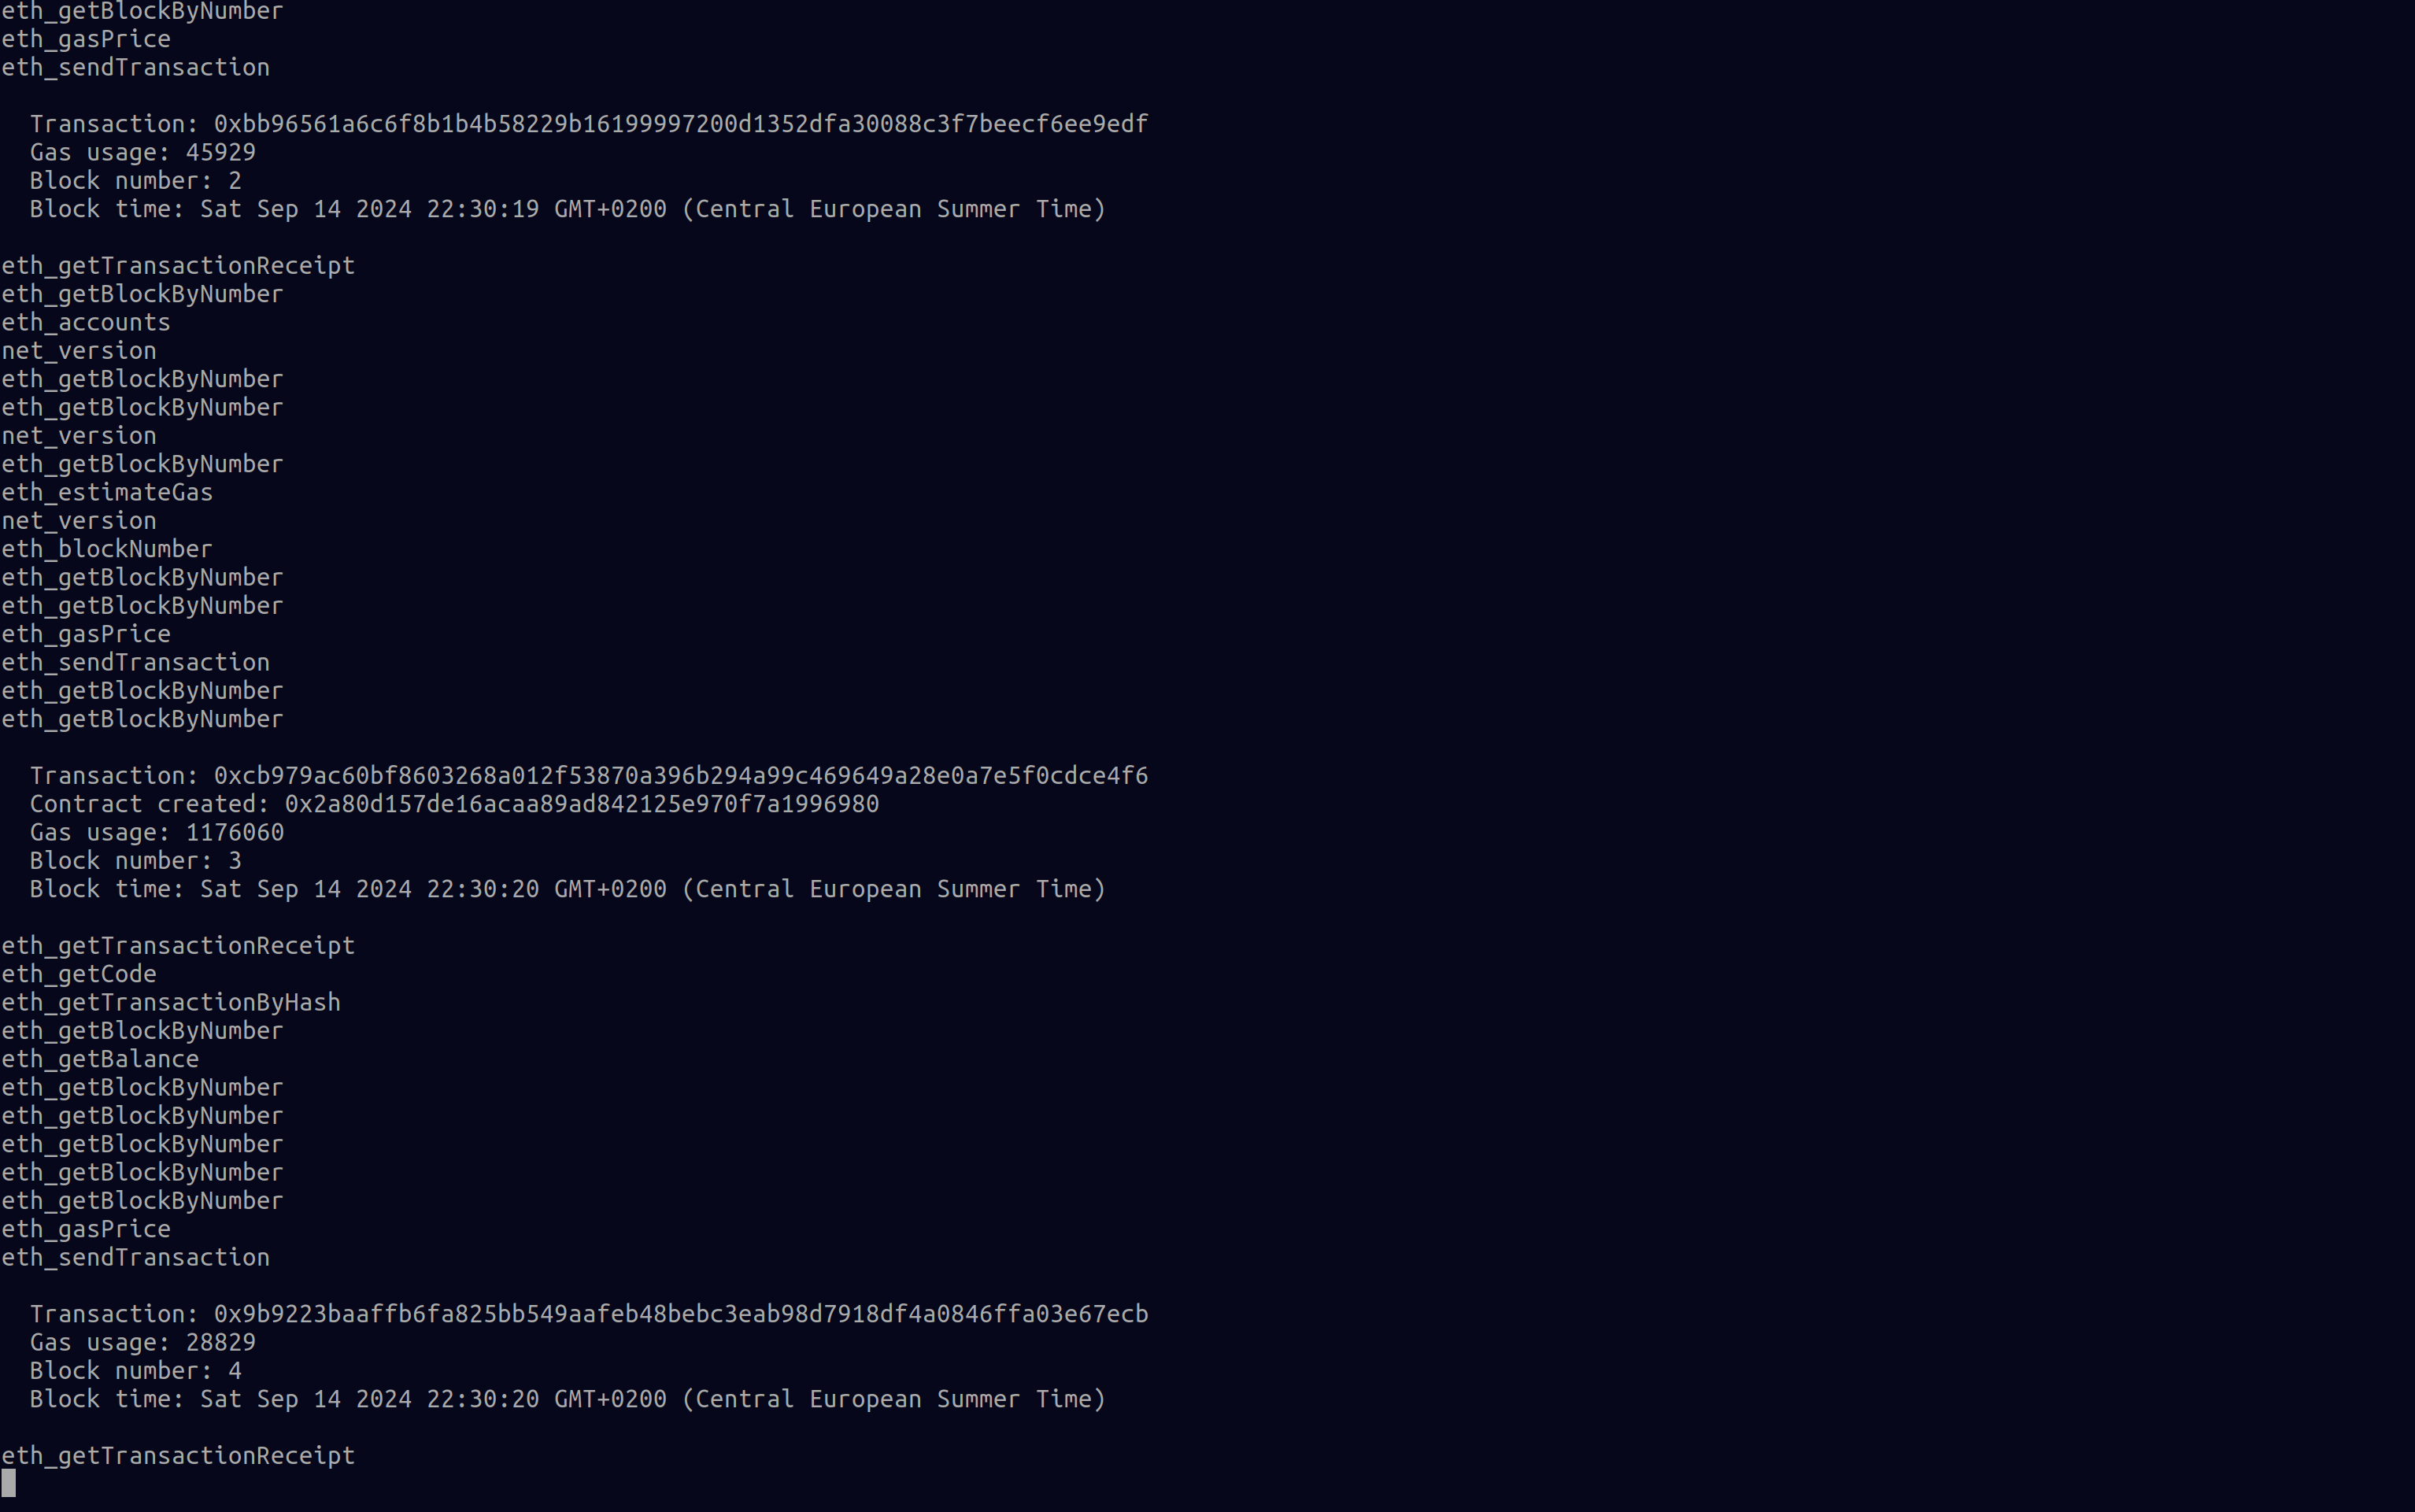 eth_getBlockByNumber
eth_gasPrice
eth_sendTransaction
Transaction: 0xbb96561a6c6f8b1b4b58229b16199997200d1352dfa30088c3f7beecf6ee9edf
Gas usage: 45929
Block number: 2
Block time: Sat Sep 14 2024 22:30:19 GMT+0200 (Central European Summer Time)
eth_getTransactionReceipt
eth_getBlockByNumber
eth_accounts
net_version
eth_getBlockByNumber
eth_getBlockByNumber
net_version
eth_getBlockByNumber
eth_estimateGas
net_version
eth_blockNumber
eth_getBlockByNumber
eth_getBlockByNumber
eth_gasPrice
eth_sendTransaction
eth_getBlockByNumber
eth_getBlockByNumber
Transaction: 0xcb979ac60bf8603268a012f53870a396b294a99c469649a28e0a7e5f0cdce4f6
Contract created: 0x2a80d157de16acaa89ad842125e970f7a1996980
Gas usage: 1176060
Block number: 3
Block time: Sat Sep 14 2024 22:30:20 GMT+0200 (Central European Summer Time)
eth_getTransactionReceipt
eth_getCode
eth_getTransactionByHash
eth_getBlockByNumber
eth_getBalance
eth_getBlockByNumber
eth_getBlockByNumber
eth_getBlockByNumber
eth_getBlockByNumber
eth_getBlockByNumber
eth_gasPrice
eth_sendTransaction
Transaction: 0x9b9223baaffb6fa825bb549aafeb48bebc3eab98d7918df4a0846ffa03e67ecb
Gas usage: 28829
Block number: 4
Block time: Sat Sep 14 2024 22:30:20 GMT+0200 (Central European Summer Time)
eth_getTransactionReceipt